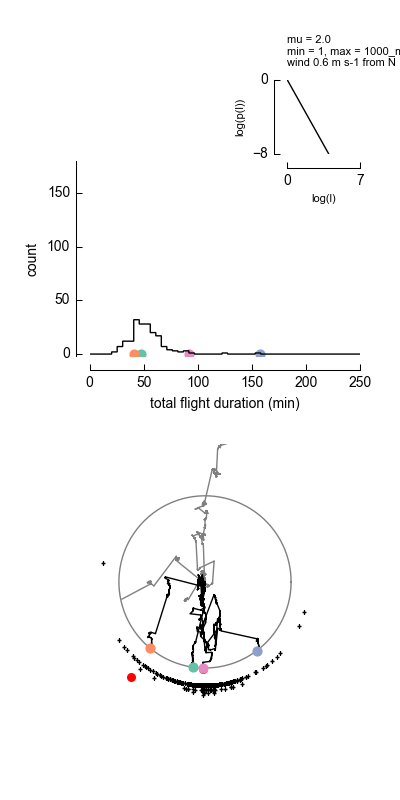 mu = 2.0
min = 1, max = 1000_m
wind 0.6 m s-1 from N
0
−8
log(p(l))
0 7
log(l)
150
100
50
0
count
0 50 100 150 200 250
total flight duration (min)